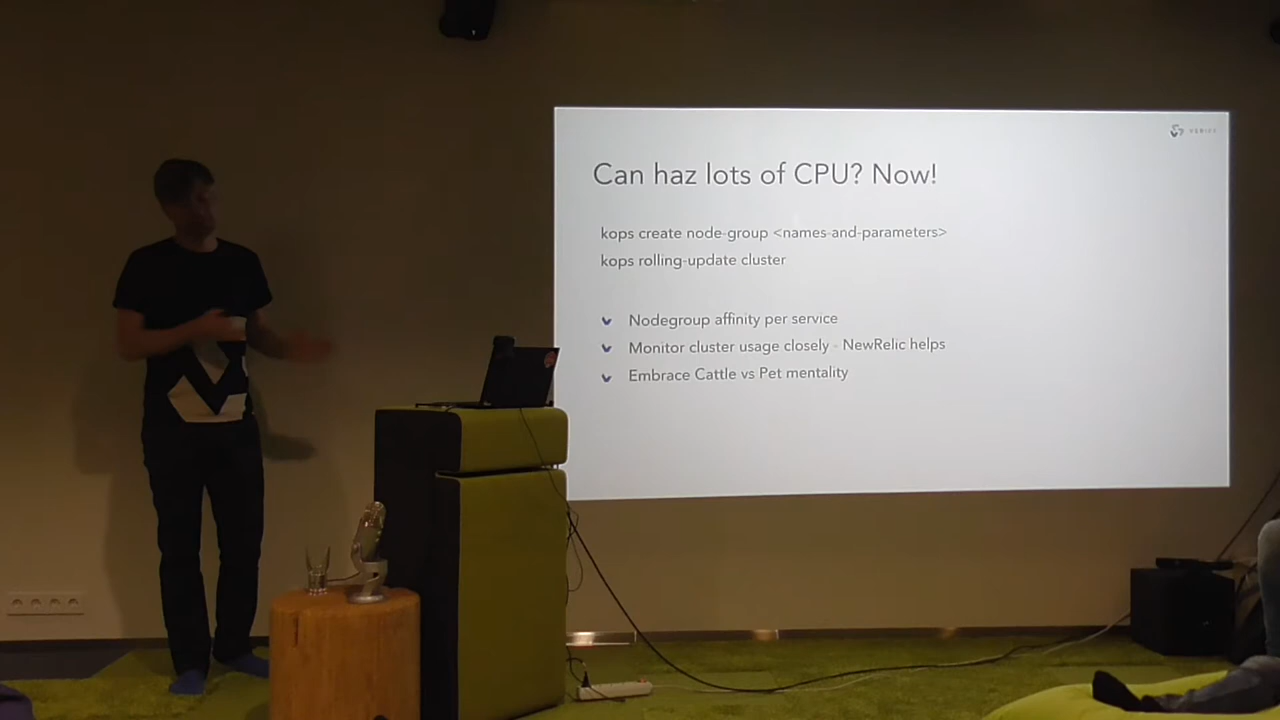 VERIFF
Can haz lots of CPU? Now!
kops create node-group <names-and-parameters>
kops rolling-update cluster
Nodegroup affinity per service
Monitor cluster usage closely - NewRelic helps
Embrace Cattle vs Pet mentality